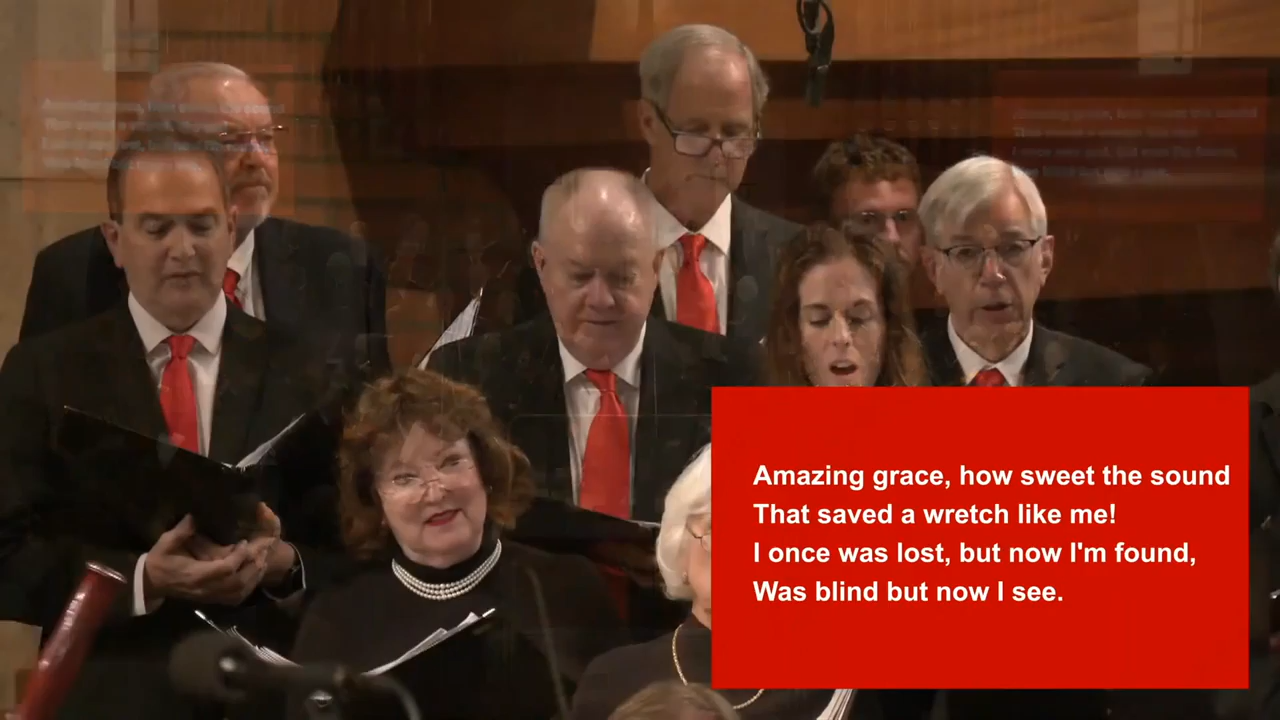 Amazing grace, how sweet the sound
That saved a wretch like me!
I once was lost, but now I'm found,
Was blind but now I see.